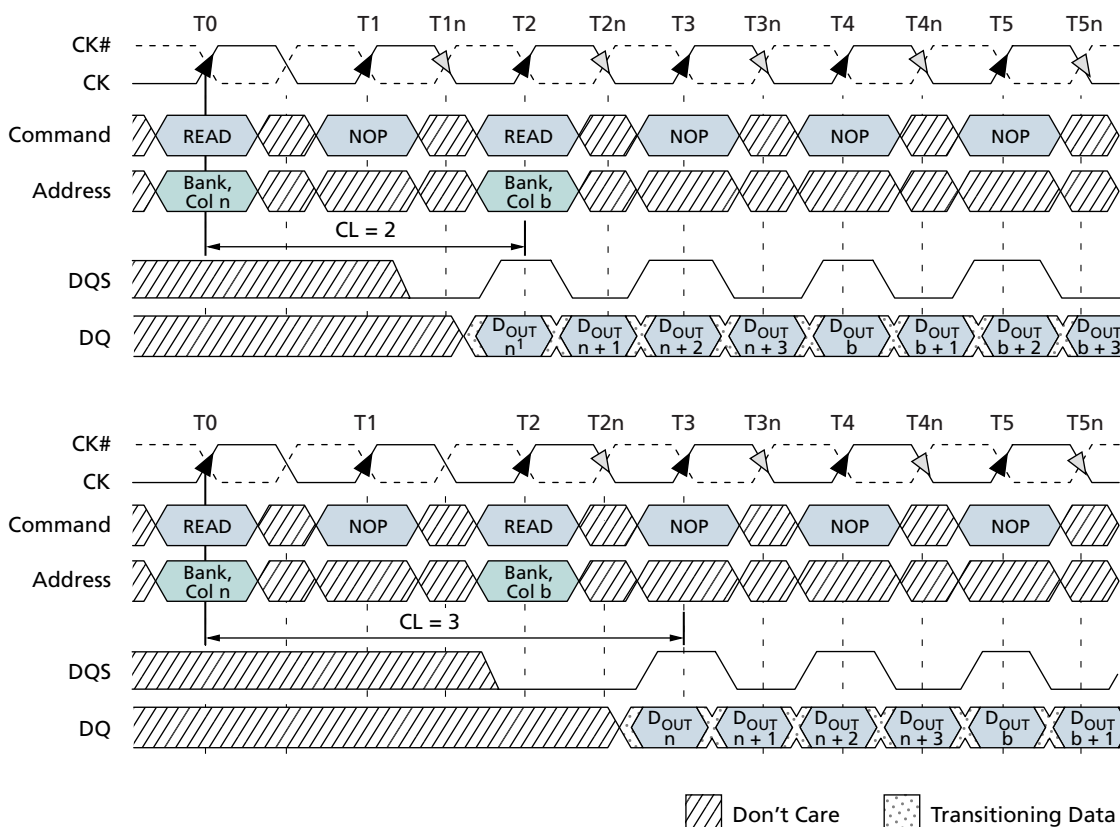 T0 T1 T1n T2 T2n T3 T3n T4 T4n T5 T5n
CK#
CK
Command READ NOP READ NOP NOP NOP
Address Bank, Col n Bank, Col b
CL = 2
DQS
DQ DOUT n1 DOUT n + 1 DOUT n + 2 DOUT n + 3 DOUT b DOUT b + 1 DOUT b + 2 DOUT b + 3
T0 T1 T2 T2n T3 T3n T4 T4n T5 T5n
CK#
CK
Command READ NOP READ NOP NOP NOP
Address Bank, Col n Bank, Col b
CL = 3
DQS
DQ DOUT n DOUT n + 1 DOUT n + 2 DOUT n + 3 DOUT b DOUT b + 1
Don't Care Transitioning Data